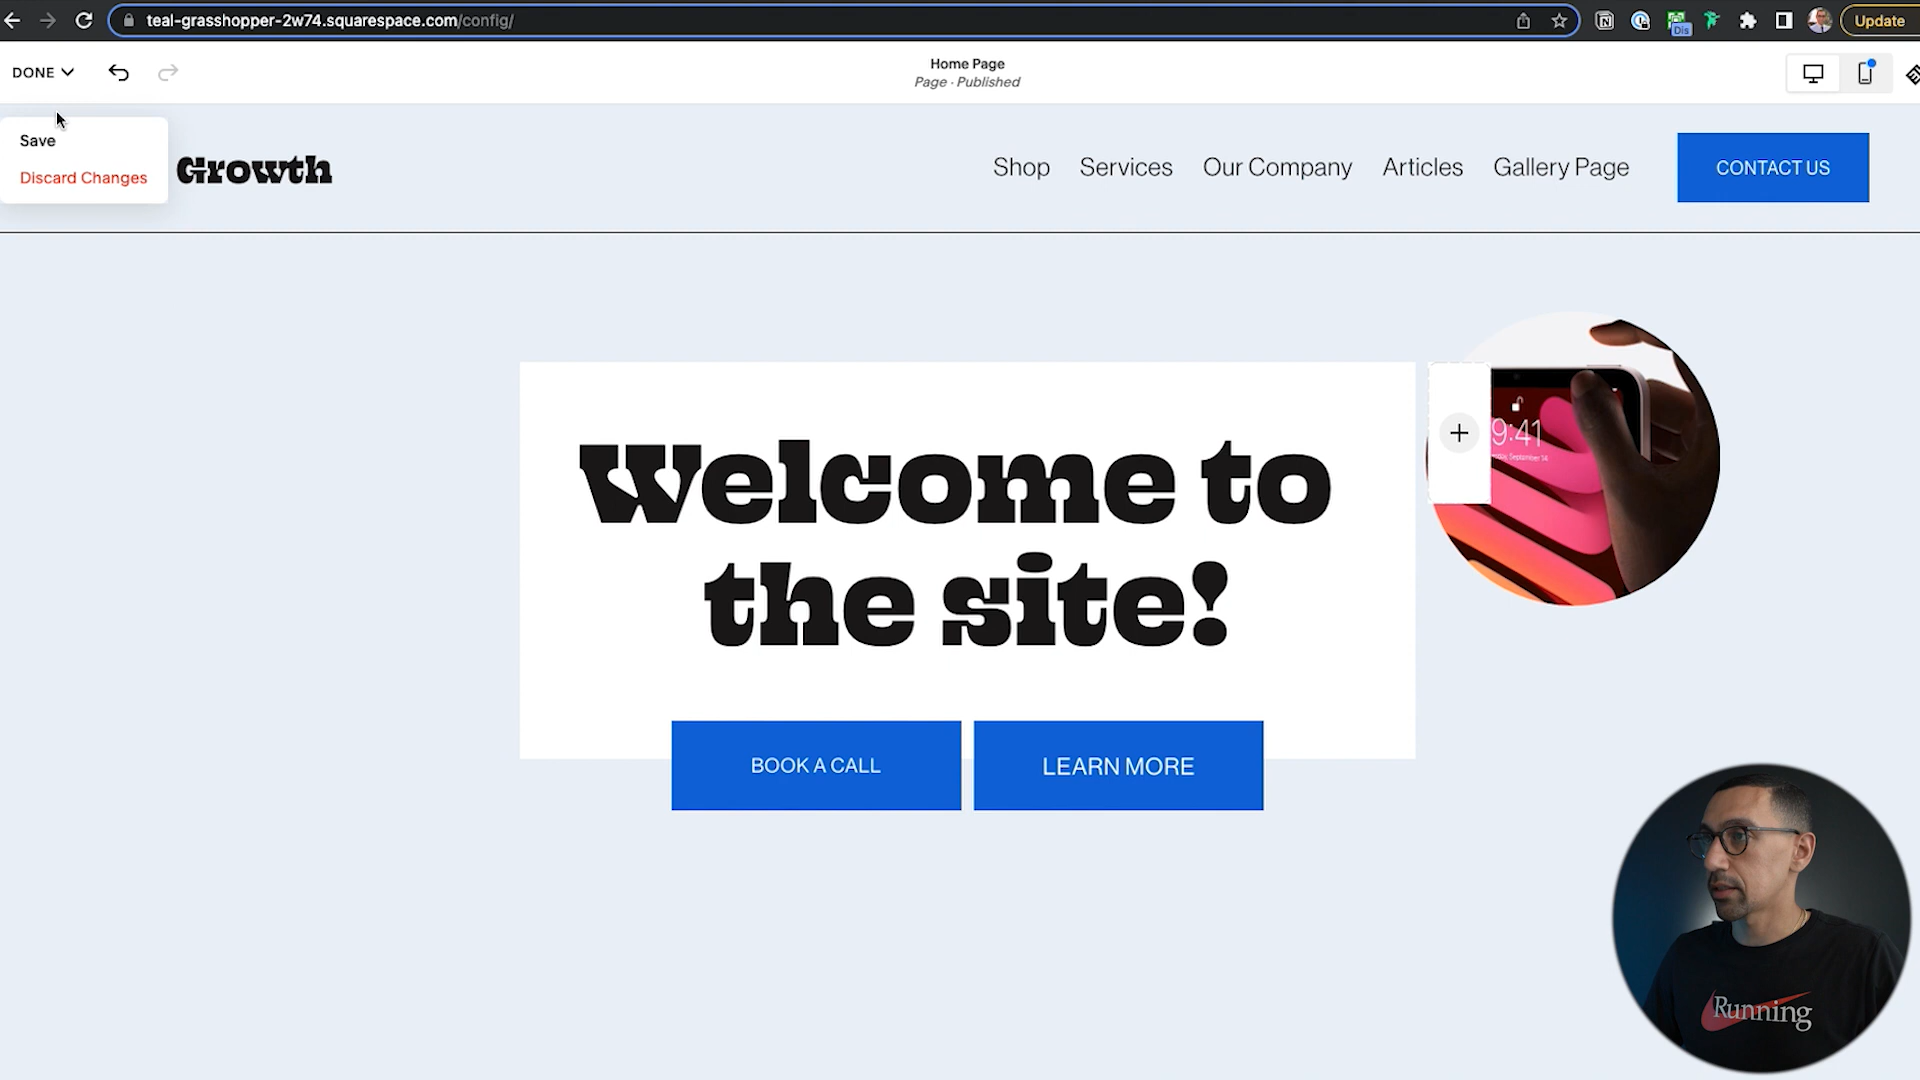 teal-grasshopper-2w74.squarespace.com/config/
Dis
Update
DONE
Home Page
Page · Published
Save
Discard Changes
Growth
Shop
Services
Our Company
Articles
Gallery Page
CONTACT US
9:41
Welcome to
the site!
BOOK A CALL
LEARN MORE
Running